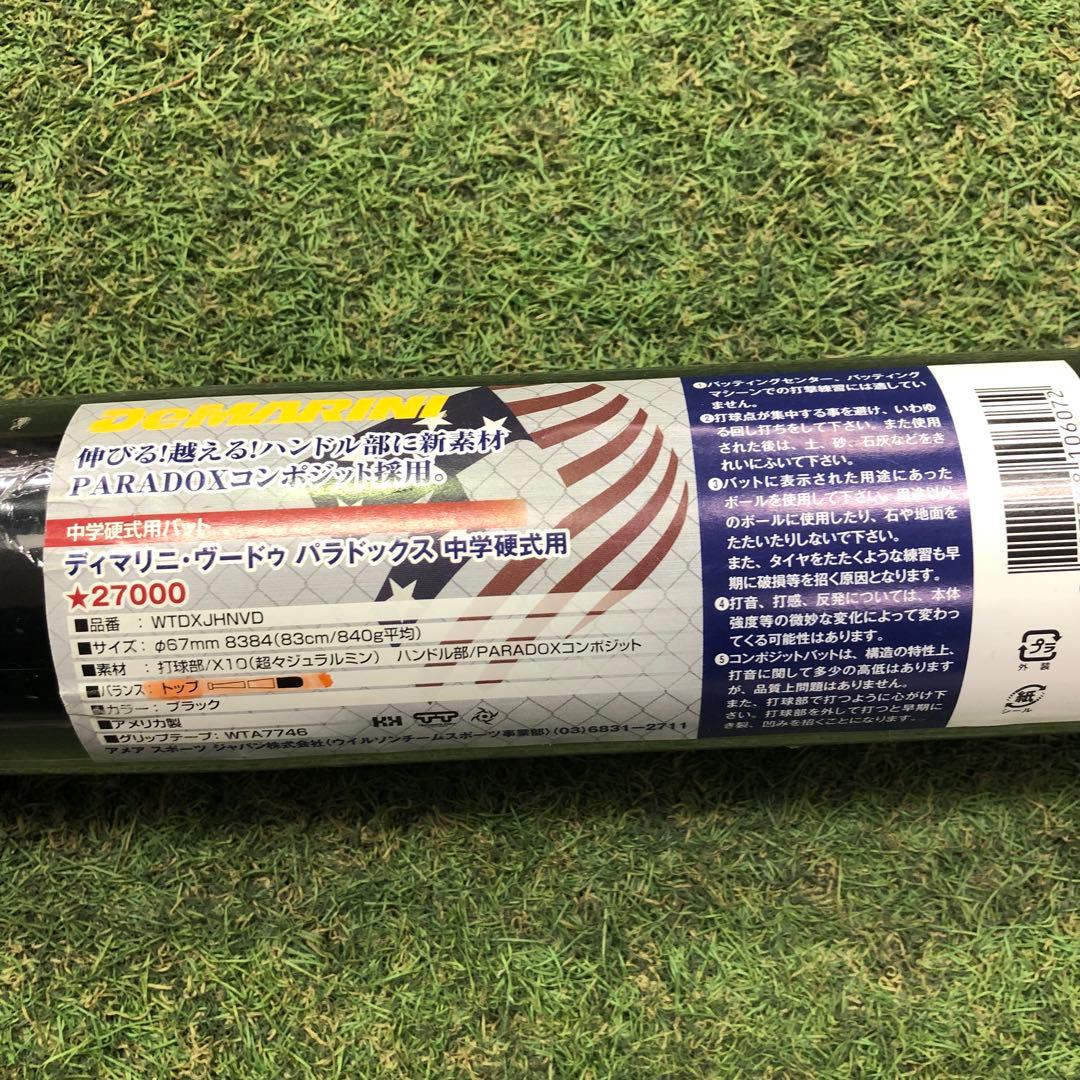 DeMARINI
伸びる!越える!ハンドル部に新素材
PARADOXコンポジット採用。
中学硬式用バット
ディマリニ・ヴードゥ パラドックス 中学硬式用
★27000
■品番 : WTDXJHNVD
■サイズ : φ67mm 8384(83cm/840g平均)
■素材 : 打球部/X10(超々ジュラルミン) ハンドル部/PARADOXコンポジット
■バランス : トップ
■カラー : ブラック
■アメリカ製
■グリップテープ : WTA7746
アメア スポーツ ジャパン株式会社〈ウイルソンチームスポーツ事業部〉(03)6831-2711
①バッティングセンター、バッティング
マシーンでの打撃練習には適してい
ません。
②打球点が集中する事を避け、いわゆ
る回し打ちをして下さい。また使用
された後は、土、砂、石灰などをき
れいにふいて下さい。
③バットに表示された用途にあった
ボールを使用して下さい。用途以外
のボールに使用したり、石や地面を
たたいたりしないで下さい。
また、タイヤをたたくような練習も早
期に破損等を招く原因となります。
④打音、打感、反発については、本体
強度等の微妙な変化によって変わっ
てくる可能性はあります。
⑤コンポジットバットは、構造の特性上、
打音に関して多少の高低はあります
が、品質上問題はありません。
また、打球部で打つように心がけ下
さい。打球部を外して打つと早期に
き裂、凹みを招くことになります。
プラ
外装
紙
シール